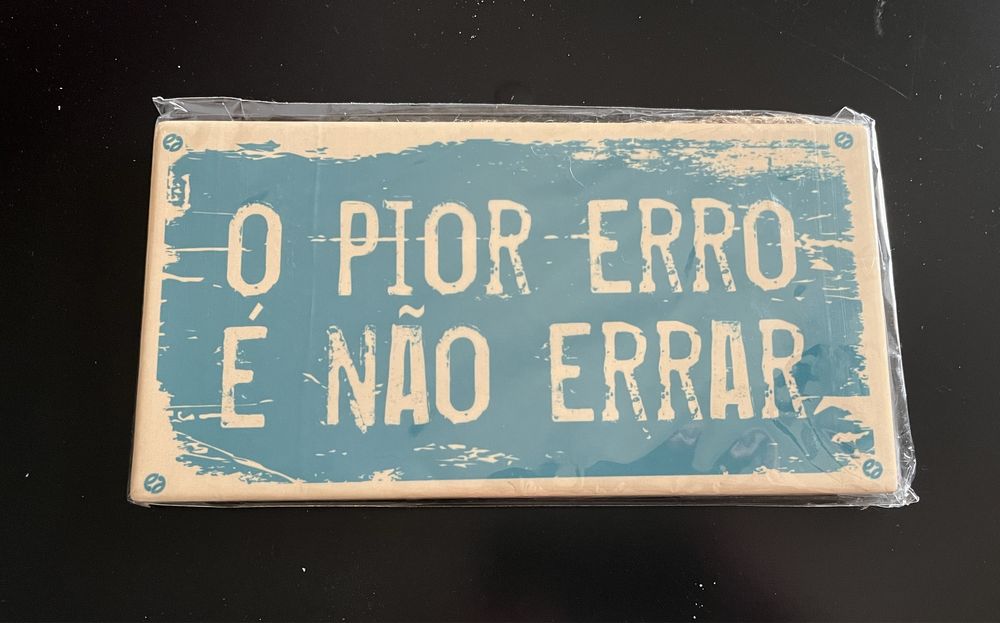 O PIOR ERRO
É NÃO ERRAR